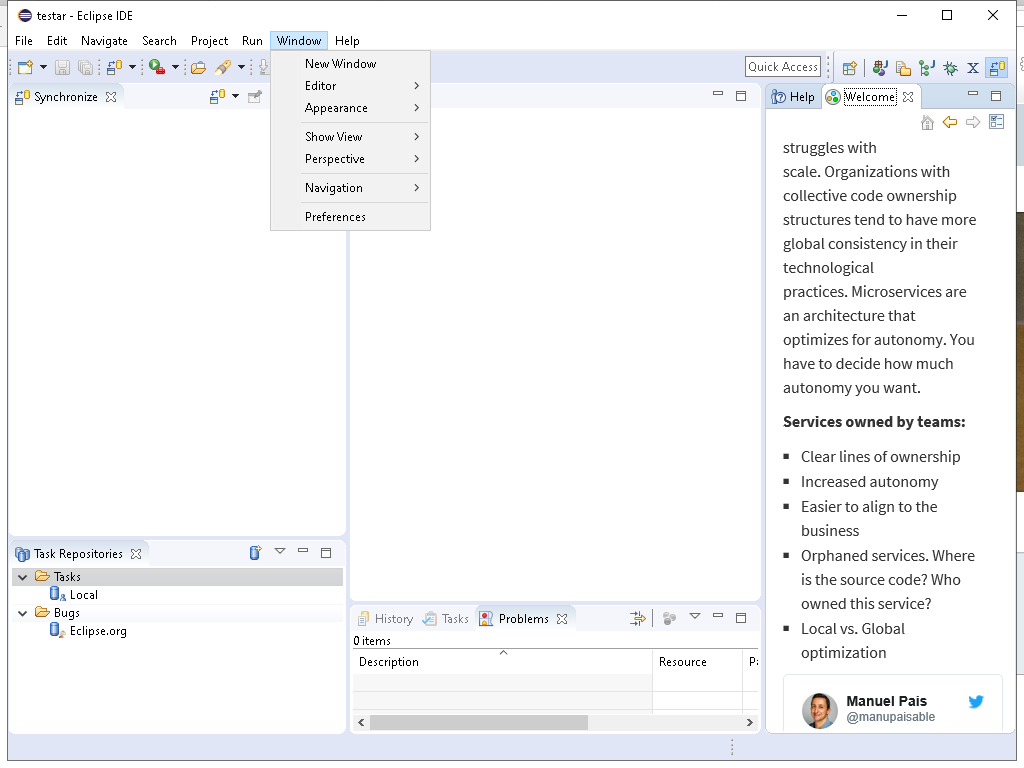 testar - Eclipse IDE
File Edit Navigate Search Project Run Window Help
Quick Access
New Window
Editor
Appearance
Show View
Perspective
Navigation
Preferences
Synchronize
Help Welcome
struggles with
scale. Organizations with
collective code ownership
structures tend to have more
global consistency in their
technological
practices. Microservices are
an architecture that
optimizes for autonomy. You
have to decide how much
autonomy you want.
Services owned by teams:
Clear lines of ownership
Increased autonomy
Easier to align to the
business
Orphaned services. Where
is the source code? Who
owned this service?
Local vs. Global
optimization
Manuel Pais
@manupaisable
Task Repositories
Tasks
Local
Bugs
Eclipse.org
History Tasks Problems
0 items
Description Resource